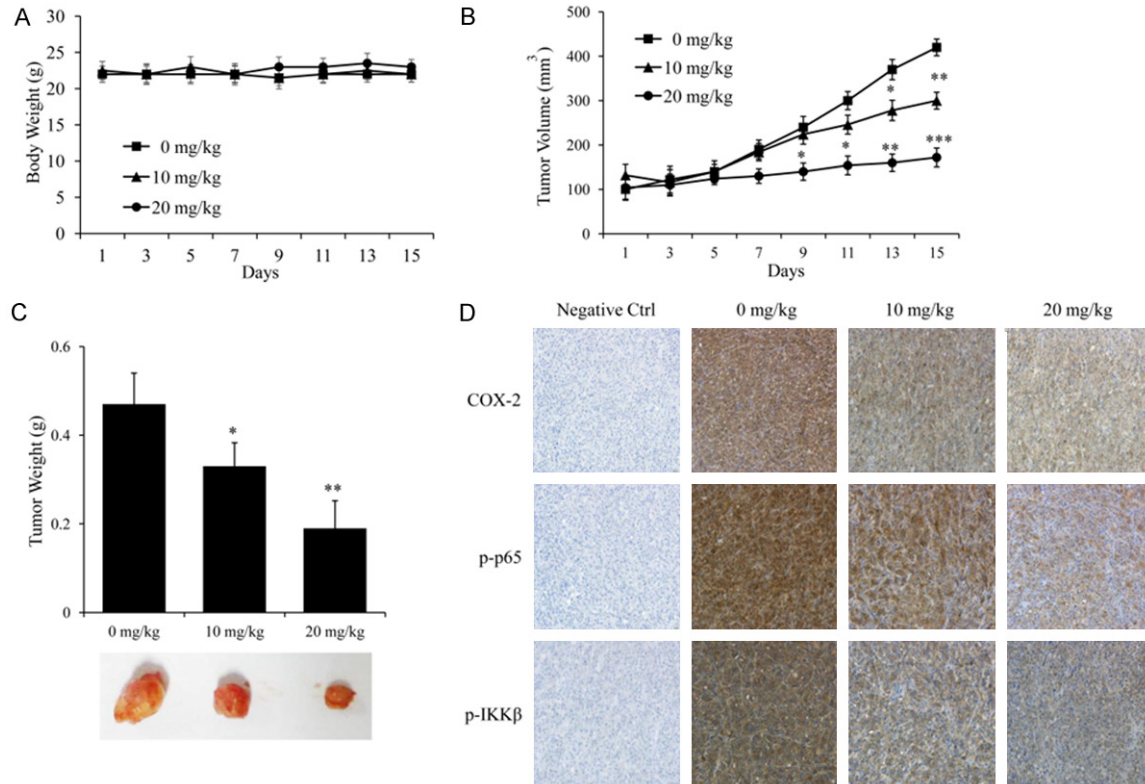 A
30
25
20
15
10
5
0
Body Weight (g)
0 mg/kg
10 mg/kg
20 mg/kg
1 3 5 7 9 11 13 15
Days
B
500
400
300
200
100
0
Tumor Volume (mm3)
0 mg/kg
10 mg/kg
20 mg/kg
* **
* * ** ***
1 3 5 7 9 11 13 15
Days
C
0.6
0.4
0.2
0
Tumor Weight (g)
*
**
0 mg/kg 10 mg/kg 20 mg/kg
D
Negative Ctrl 0 mg/kg 10 mg/kg 20 mg/kg
COX-2
p-p65
p-IKKβ